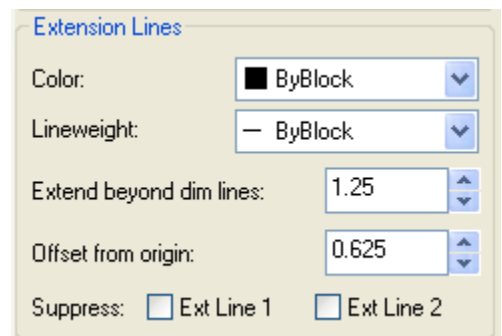 Extension Lines
Color: ByBlock
Lineweight: ByBlock
Extend beyond dim lines: 1.25
Offset from origin: 0.625
Suppress: Ext Line 1 Ext Line 2